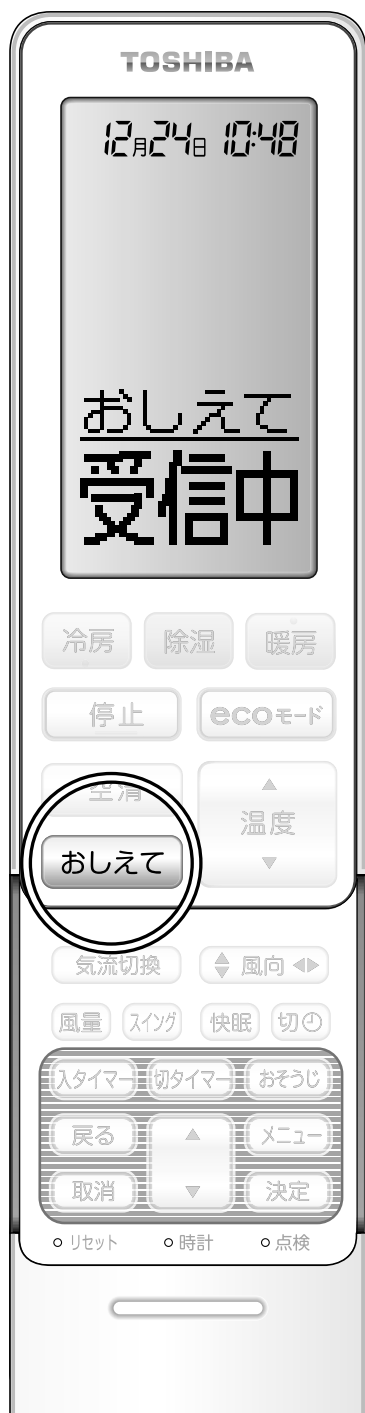 TOSHIBA
12月24日 10:48
おしえて
受信中
冷房 除湿 暖房
停止 ecoモード
空清
温度
おしえて
気流切換 風向
風量 スイング 快眠 切
入タイマー 切タイマー おそうじ
戻る メニュー
取消 決定
リセット 時計 点検